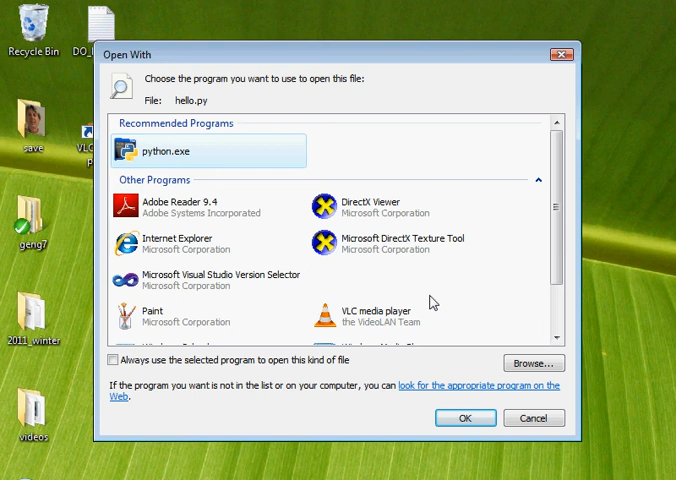 Recycle Bin
Open With
Choose the program you want to use to open this file:
File: hello.py
Recommended Programs
python.exe
Other Programs
Adobe Reader 9.4
Adobe Systems Incorporated
DirectX Viewer
Microsoft Corporation
Internet Explorer
Microsoft Corporation
Microsoft DirectX Texture Tool
Microsoft Corporation
Microsoft Visual Studio Version Selector
Microsoft Corporation
Paint
Microsoft Corporation
VLC media player
the VideoLAN Team
Always use the selected program to open this kind of file
Browse...
If the program you want is not in the list or on your computer, you can look for the appropriate program on the
Web.
OK
Cancel
save
VLC
geng7
2011_winter
videos